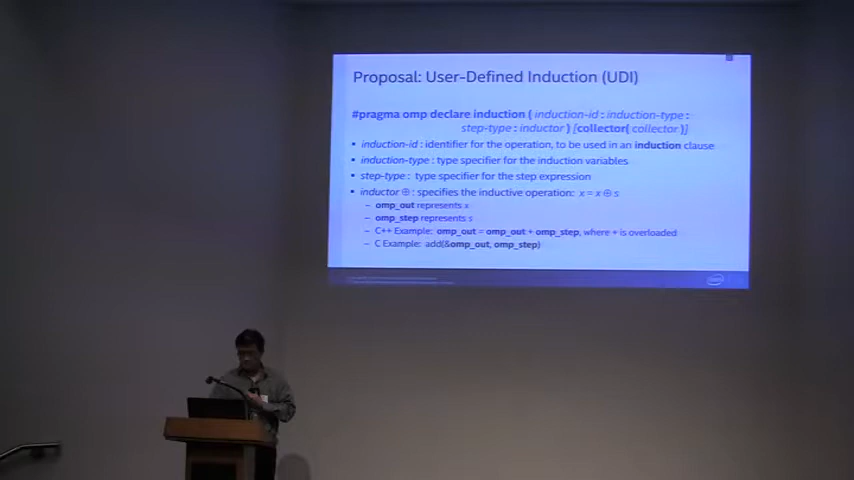 Proposal: User-Defined Induction (UDI)
#pragma omp declare induction ( induction-id : induction-type :
step-type : inductor ) [collector( collector )]
• induction-id : identifier for the operation, to be used in an induction clause
• induction-type : type specifier for the induction variables
• step-type : type specifier for the step expression
• inductor ⊕ : specifies the inductive operation: x = x ⊕ s
– omp_out represents x
– omp_step represents s
– C++ Example: omp_out = omp_out + omp_step, where + is overloaded
– C Example: add(&omp_out, omp_step)
(intel)